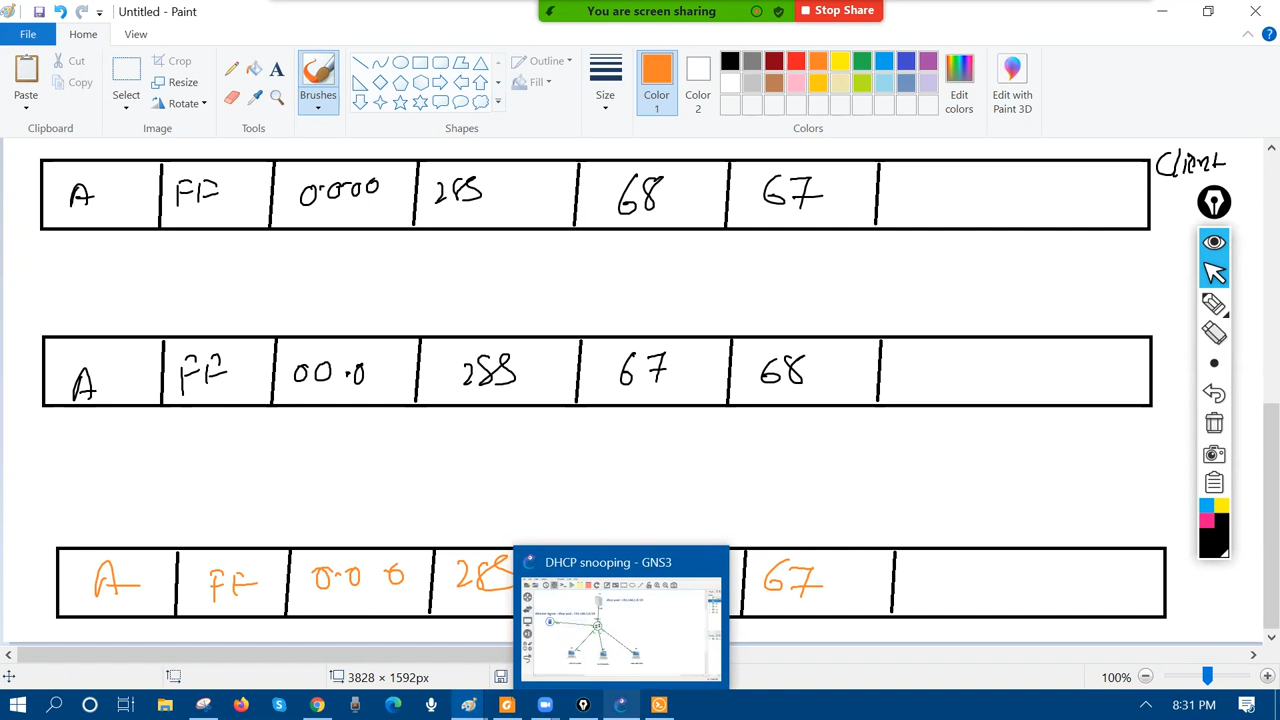 Untitled - Paint
You are screen sharing
Stop Share
File
Home
View
Paste
Cut
Copy
Clipboard
Select
Crop
Resize
Rotate
Image
Tools
Brushes
Shapes
Outline
Fill
Size
Color 1
Color 2
Edit colors
Colors
Edit with Paint 3D
Client
A FF 0.000 255 68 67
A FF 00.0 255 67 68
A FF 0.0 0 255 67
DHCP snooping - GNS3
3828 × 1592px
100%
8:31 PM